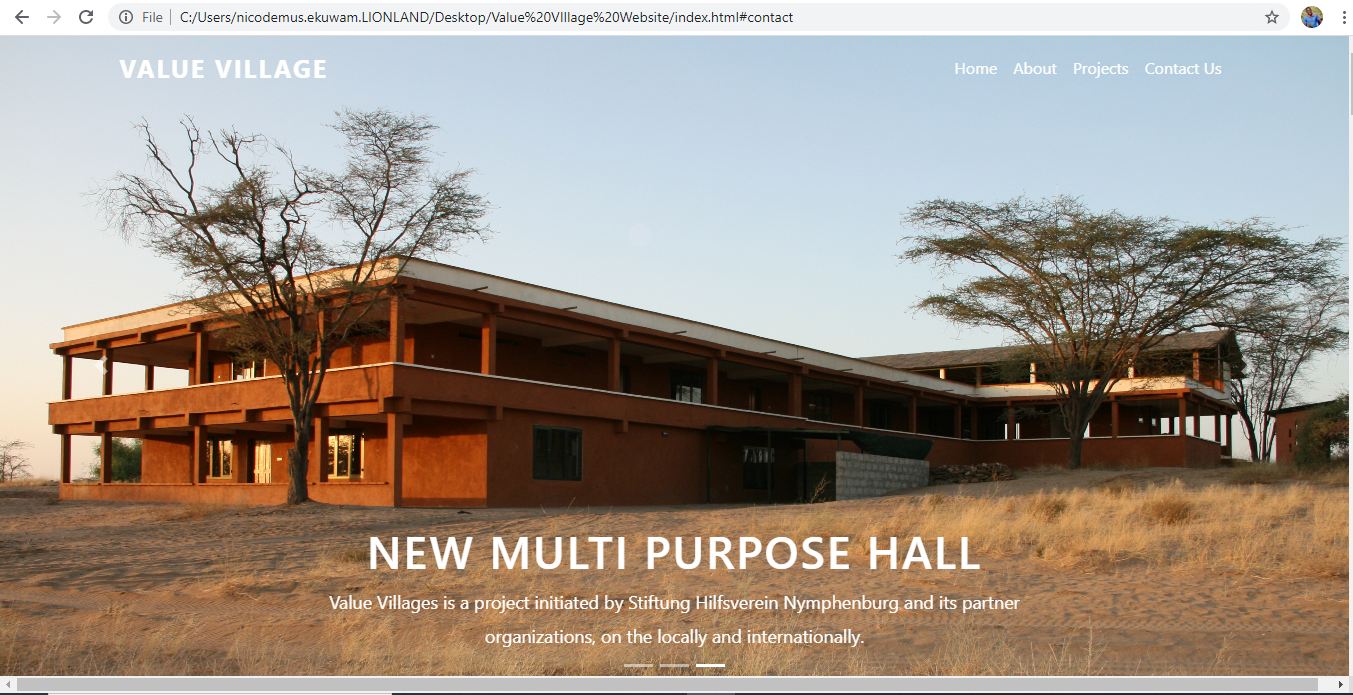 File
C:/Users/nicodemus.ekuwam.LIONLAND/Desktop/Value%20VIllage%20Website/index.html#contact
VALUE VILLAGE
Home About Projects Contact Us
NEW MULTI PURPOSE HALL
Value Villages is a project initiated by Stiftung Hilfsverein Nymphenburg and its partner
organizations, on the locally and internationally.